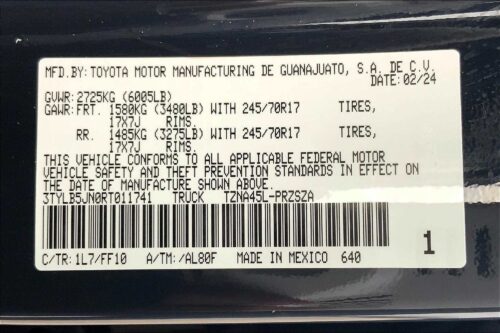 MFD.BY: TOYOTA MOTOR MANUFACTURING DE GUANAJUATO, S.A. DE C.V.
DATE: 02/24
GVWR: 2725KG (6005LB)
GAWR: FRT. 1580KG (3480LB) WITH 245/70R17 TIRES,
17X7J RIMS.
RR. 1485KG (3275LB) WITH 245/70R17 TIRES,
17X7J RIMS.
THIS VEHICLE CONFORMS TO ALL APPLICABLE FEDERAL MOTOR
VEHICLE SAFETY AND THEFT PREVENTION STANDARDS IN EFFECT ON
THE DATE OF MANUFACTURE SHOWN ABOVE.
3TYLB5JN0RT011741 TRUCK TZNA45L-PRZSZA
C/TR: 1L7/FF10 A/TM: /AL80F MADE IN MEXICO 640
1